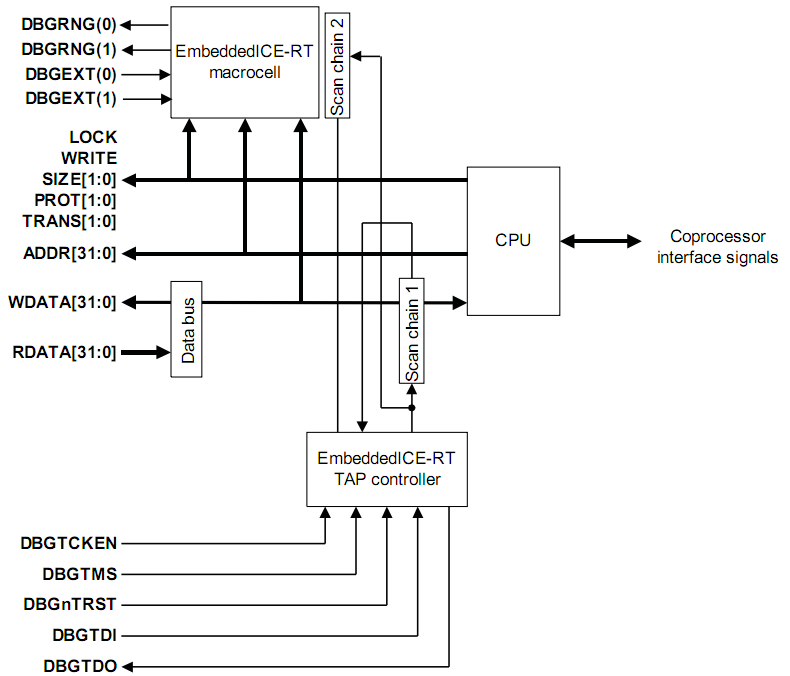 DBGRNG(0)
DBGRNG(1)
DBGEXT(0)
DBGEXT(1)
EmbeddedICE-RT
macrocell
Scan chain 2
LOCK
WRITE
SIZE[1:0]
PROT[1:0]
TRANS[1:0]
ADDR[31:0]
WDATA[31:0]
RDATA[31:0]
Data bus
CPU
Coprocessor
interface signals
Scan chain 1
EmbeddedICE-RT
TAP controller
DBGTCKEN
DBGTMS
DBGnTRST
DBGTDI
DBGTDO